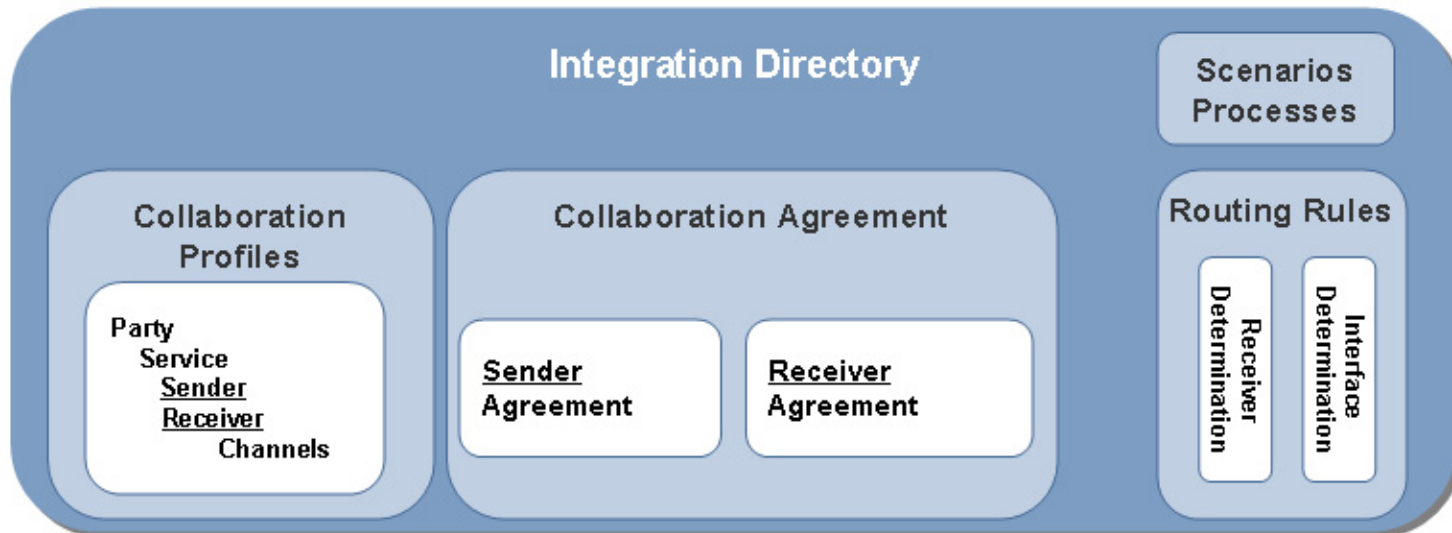 Integration Directory
Scenarios
Processes
Collaboration
Profiles
Party
Service
Sender
Receiver
Channels
Collaboration Agreement
Sender
Agreement
Receiver
Agreement
Routing Rules
Receiver
Determination
Interface
Determination